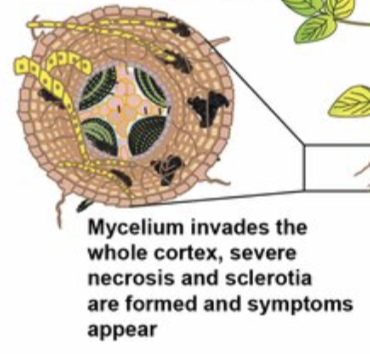 Mycelium invades the
whole cortex, severe
necrosis and sclerotia
are formed and symptoms
appear